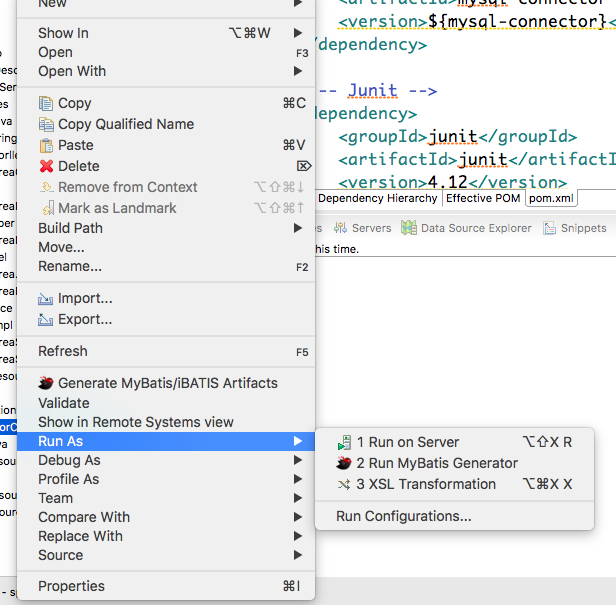 New
Show In ⌥⌘W
Open F3
Open With
Copy ⌘C
Copy Qualified Name
Paste ⌘V
Delete ⌦
Remove from Context ⌥⇧⌘↓
Mark as Landmark ⌥⇧⌘↑
Build Path
Move...
Rename... F2
Import...
Export...
Refresh F5
Generate MyBatis/iBATIS Artifacts
Validate
Show in Remote Systems view
Run As
Debug As
Profile As
Team
Compare With
Replace With
Source
Properties ⌘I
1 Run on Server ⌥⇧X R
2 Run MyBatis Generator
3 XSL Transformation ⌥⌘X X
Run Configurations...
<version>${mysql-connector}<
/dependency>
-- Junit -->
dependency>
<groupId>junit</groupId>
<artifactId>junit</artifactI
<version>4.12</version>
Dependency Hierarchy Effective POM pom.xml
es Servers Data Source Explorer Snippets
his time.